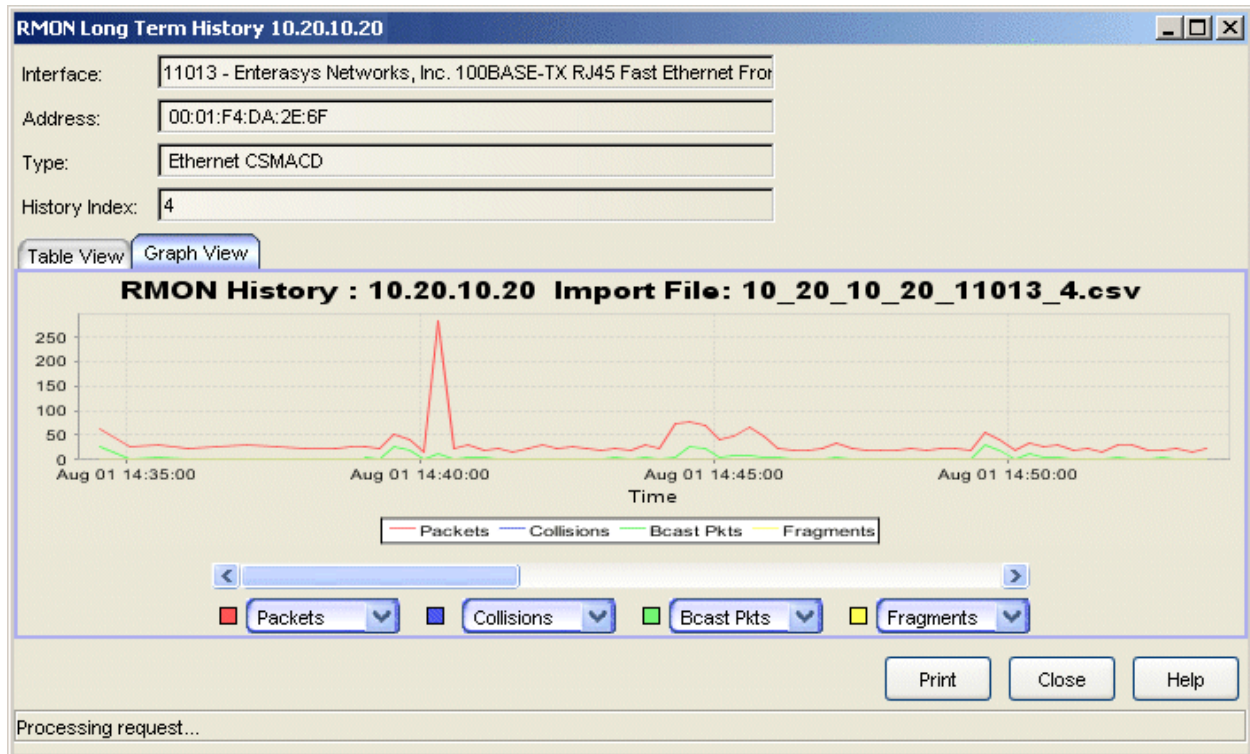 RMON Long Term History 10.20.10.20
Interface: 11013 - Enterasys Networks, Inc. 100BASE-TX RJ45 Fast Ethernet Fror
Address: 00:01:F4:DA:2E:6F
Type: Ethernet CSMACD
History Index: 4
Table View Graph View
RMON History : 10.20.10.20 Import File: 10_20_10_20_11013_4.csv
250
200
150
100
50
0
Aug 01 14:35:00 Aug 01 14:40:00 Aug 01 14:45:00 Aug 01 14:50:00
Time
Packets Collisions Bcast Pkts Fragments
Packets Collisions Bcast Pkts Fragments
Print Close Help
Processing request...